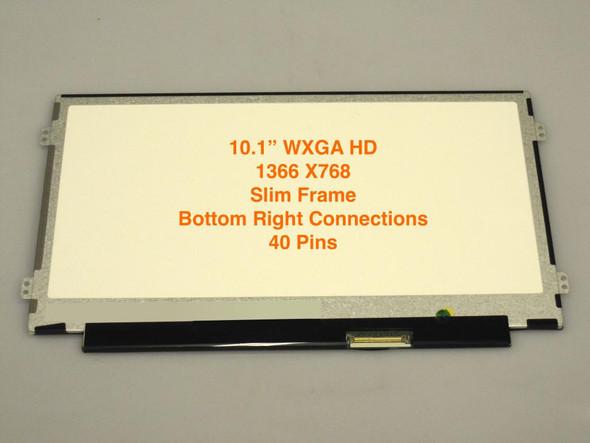 10.1” WXGA HD
1366 X768
Slim Frame
Bottom Right Connections
40 Pins